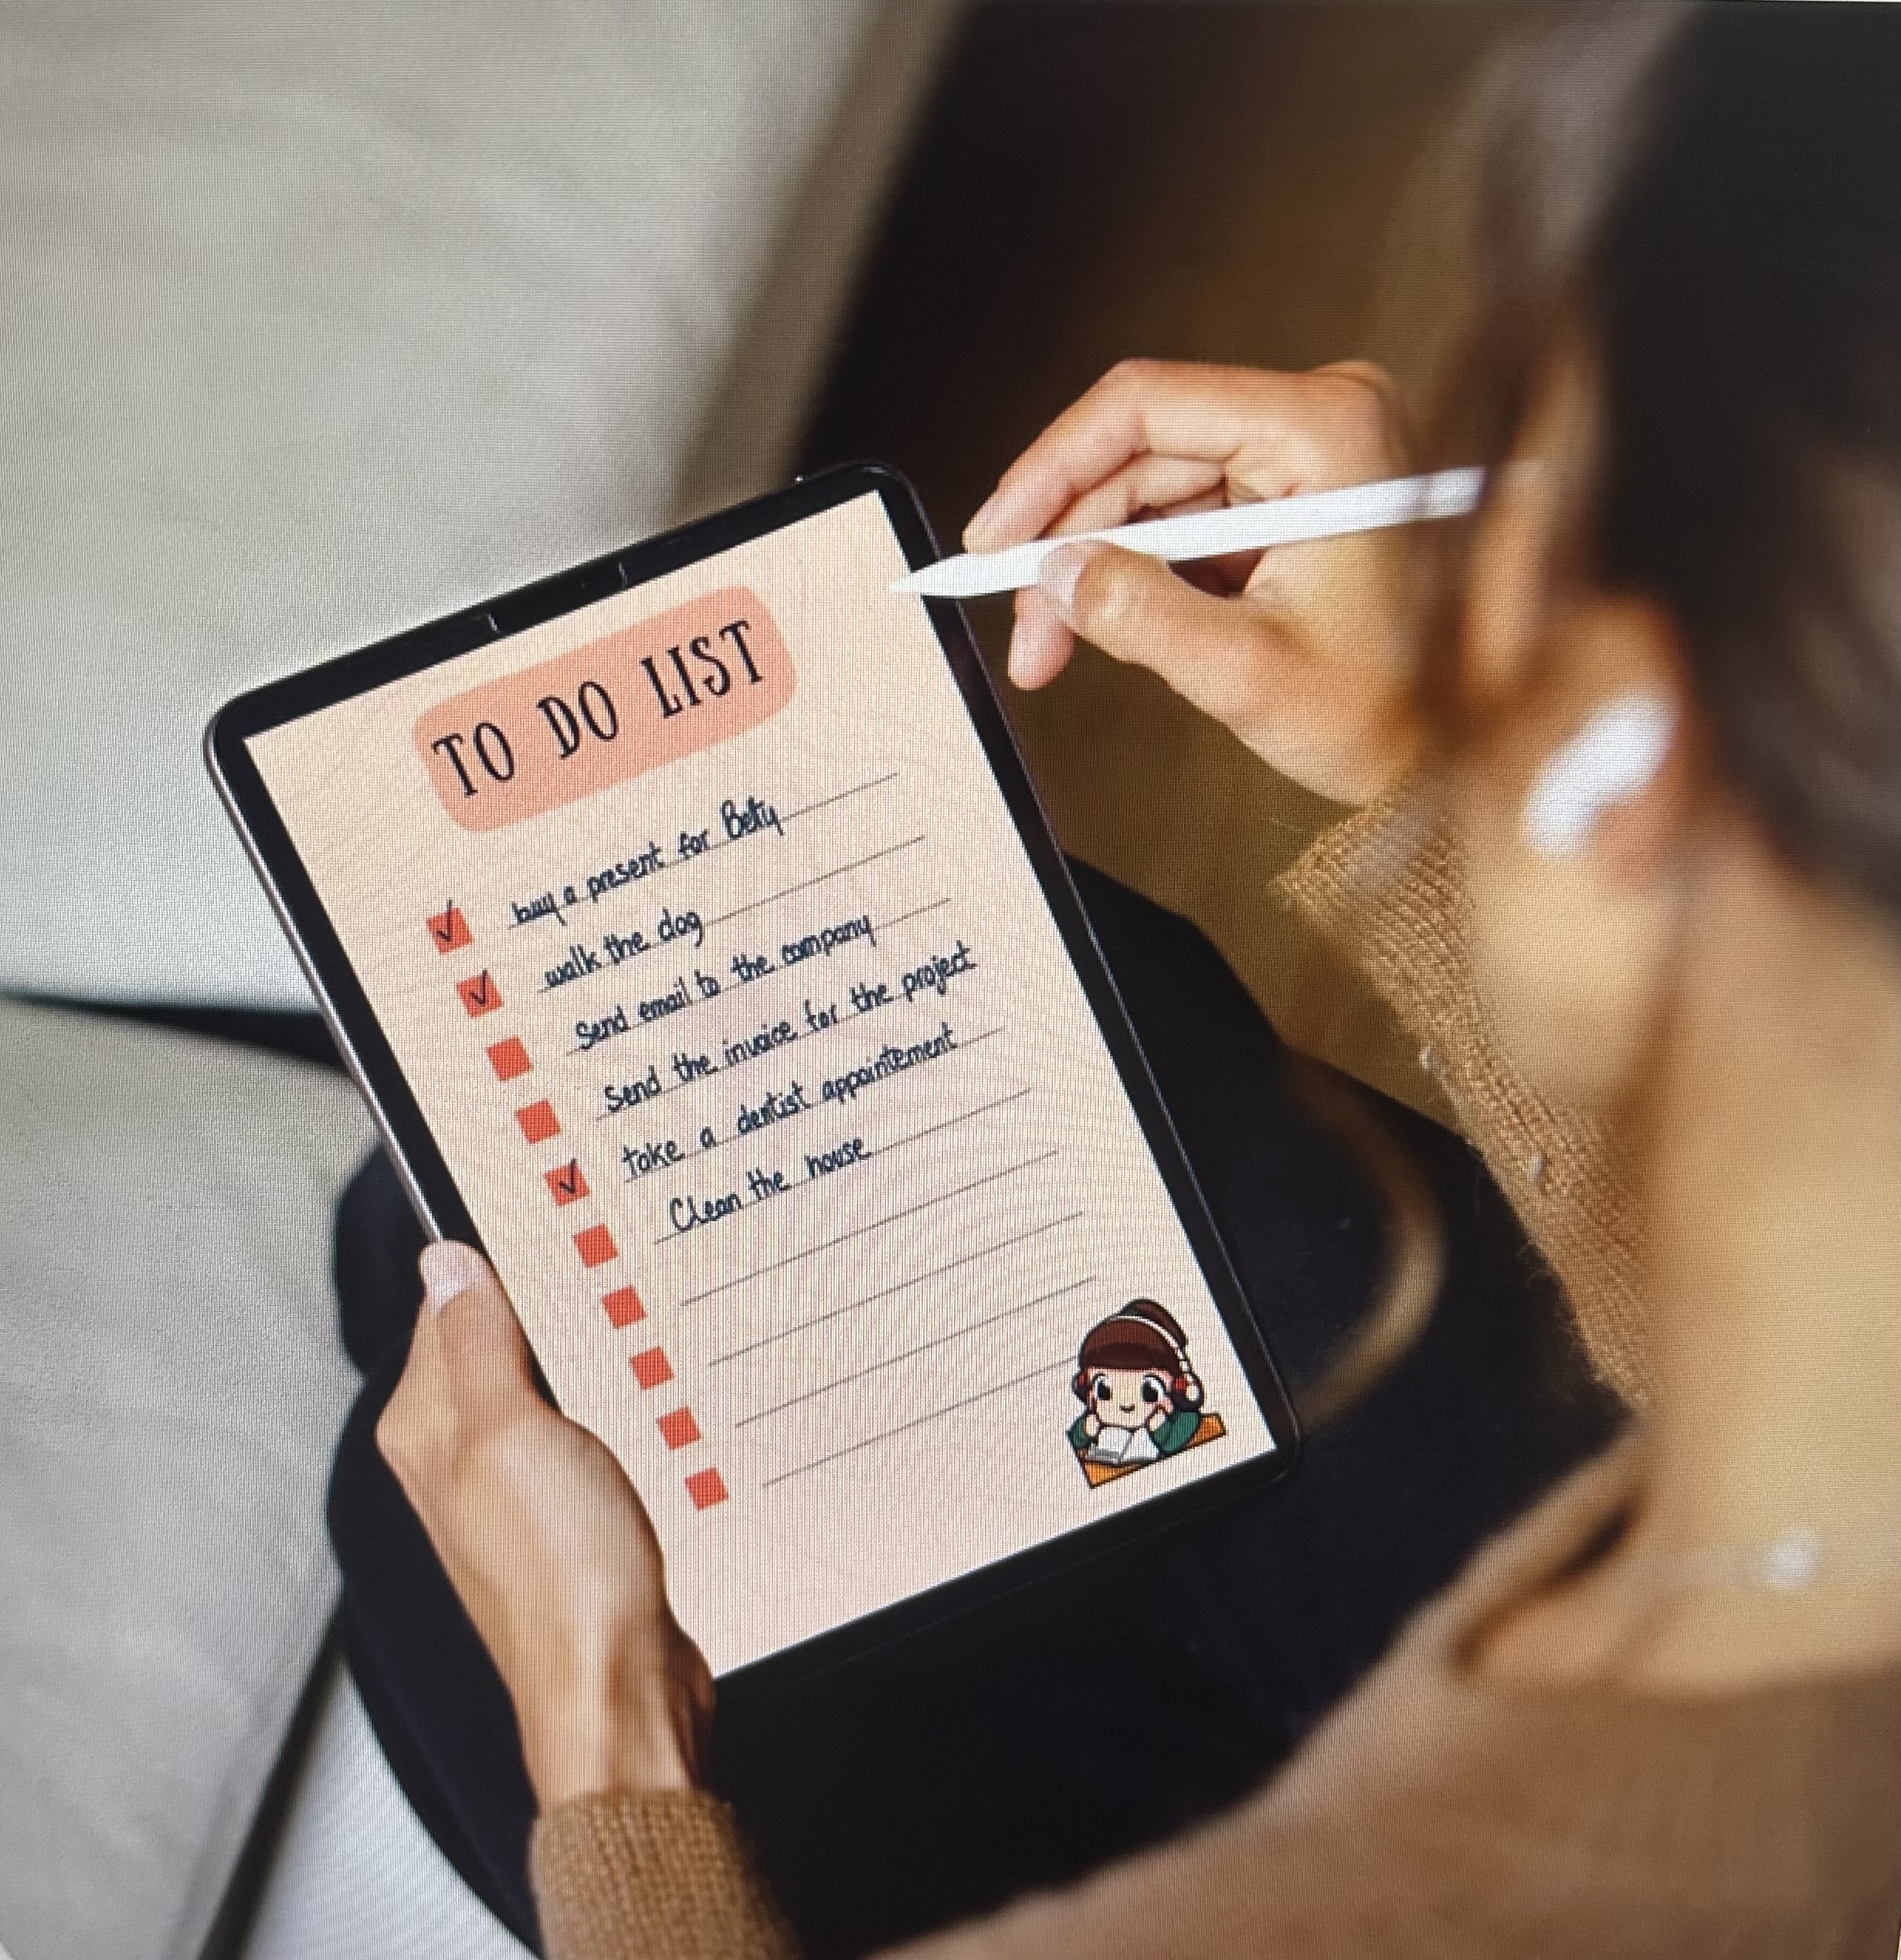 TO DO LIST
buy a present for Betty
walk the dog
Send email to the company
Send the invoice for the project
take a dentist appointement
Clean the house